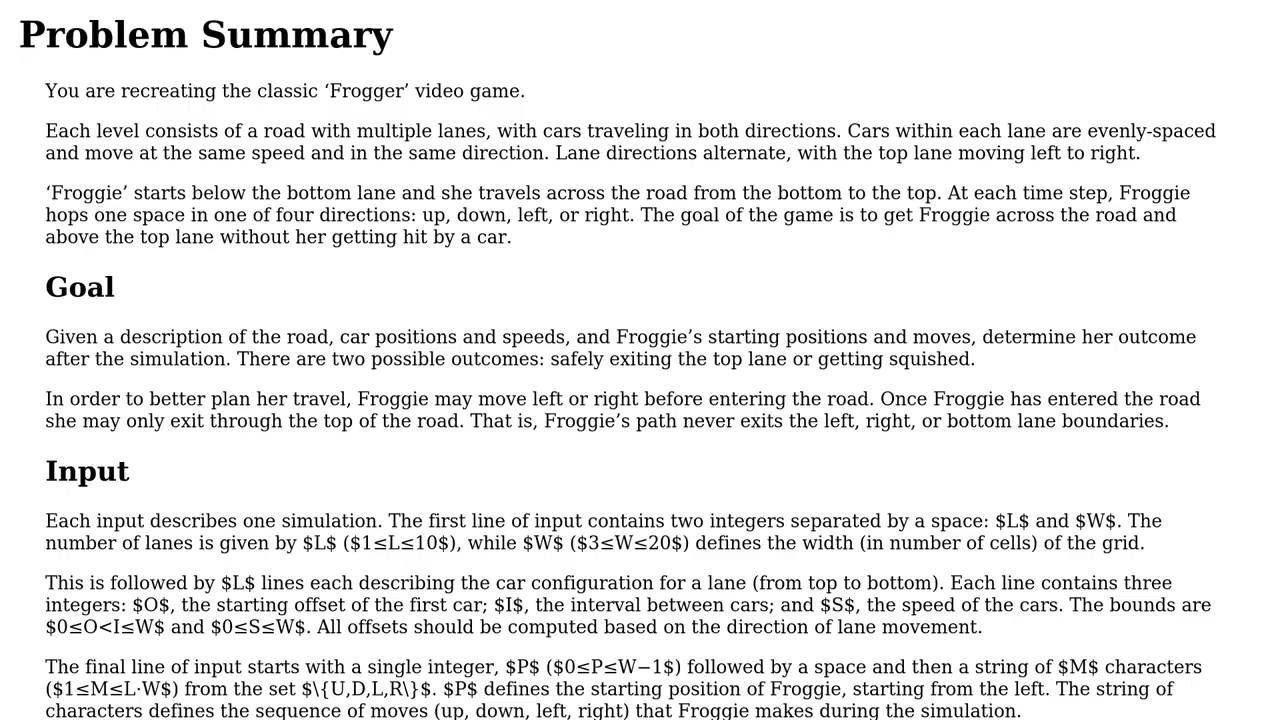 Problem Summary
You are recreating the classic ‘Frogger’ video game.
Each level consists of a road with multiple lanes, with cars traveling in both directions. Cars within each lane are evenly-spaced
and move at the same speed and in the same direction. Lane directions alternate, with the top lane moving left to right.
‘Froggie’ starts below the bottom lane and she travels across the road from the bottom to the top. At each time step, Froggie
hops one space in one of four directions: up, down, left, or right. The goal of the game is to get Froggie across the road and
above the top lane without her getting hit by a car.
Goal
Given a description of the road, car positions and speeds, and Froggie’s starting positions and moves, determine her outcome
after the simulation. There are two possible outcomes: safely exiting the top lane or getting squished.
In order to better plan her travel, Froggie may move left or right before entering the road. Once Froggie has entered the road
she may only exit through the top of the road. That is, Froggie’s path never exits the left, right, or bottom lane boundaries.
Input
Each input describes one simulation. The first line of input contains two integers separated by a space: $L$ and $W$. The
number of lanes is given by $L$ ($1≤L≤10$), while $W$ ($3≤W≤20$) defines the width (in number of cells) of the grid.
This is followed by $L$ lines each describing the car configuration for a lane (from top to bottom). Each line contains three
integers: $O$, the starting offset of the first car; $I$, the interval between cars; and $S$, the speed of the cars. The bounds are
$0≤O<I≤W$ and $0≤S≤W$. All offsets should be computed based on the direction of lane movement.
The final line of input starts with a single integer, $P$ ($0≤P≤W−1$) followed by a space and then a string of $M$ characters
($1≤M≤L⋅W$) from the set $\{U,D,L,R\}$. $P$ defines the starting position of Froggie, starting from the left. The string of
characters defines the sequence of moves (up, down, left, right) that Froggie makes during the simulation.